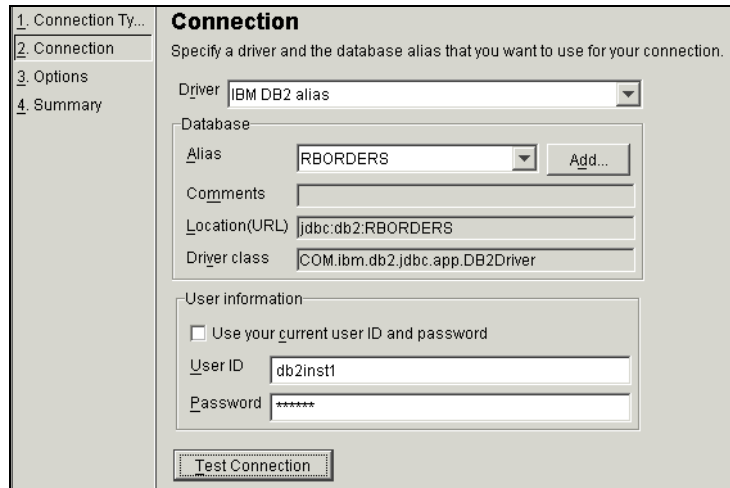 1. Connection Ty...
2. Connection
3. Options
4. Summary
Connection
Specify a driver and the database alias that you want to use for your connection.
Driver IBM DB2 alias
Database
Alias RBORDERS Add...
Comments
Location(URL) jdbc:db2:RBORDERS
Driver class COM.ibm.db2.jdbc.app.DB2Driver
User information
Use your current user ID and password
User ID db2inst1
Password ******
Test Connection